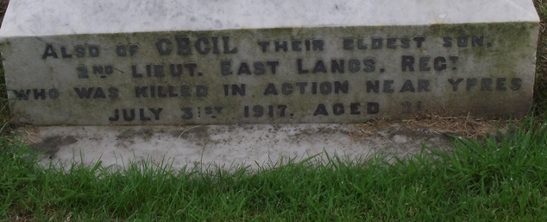 ALSO OF CECIL THEIR ELDEST SON.
2ND LIEUT. EAST LANCS. REGT
WHO WAS KILLED IN ACTION NEAR YPRES
JULY 31ST 1917. AGED